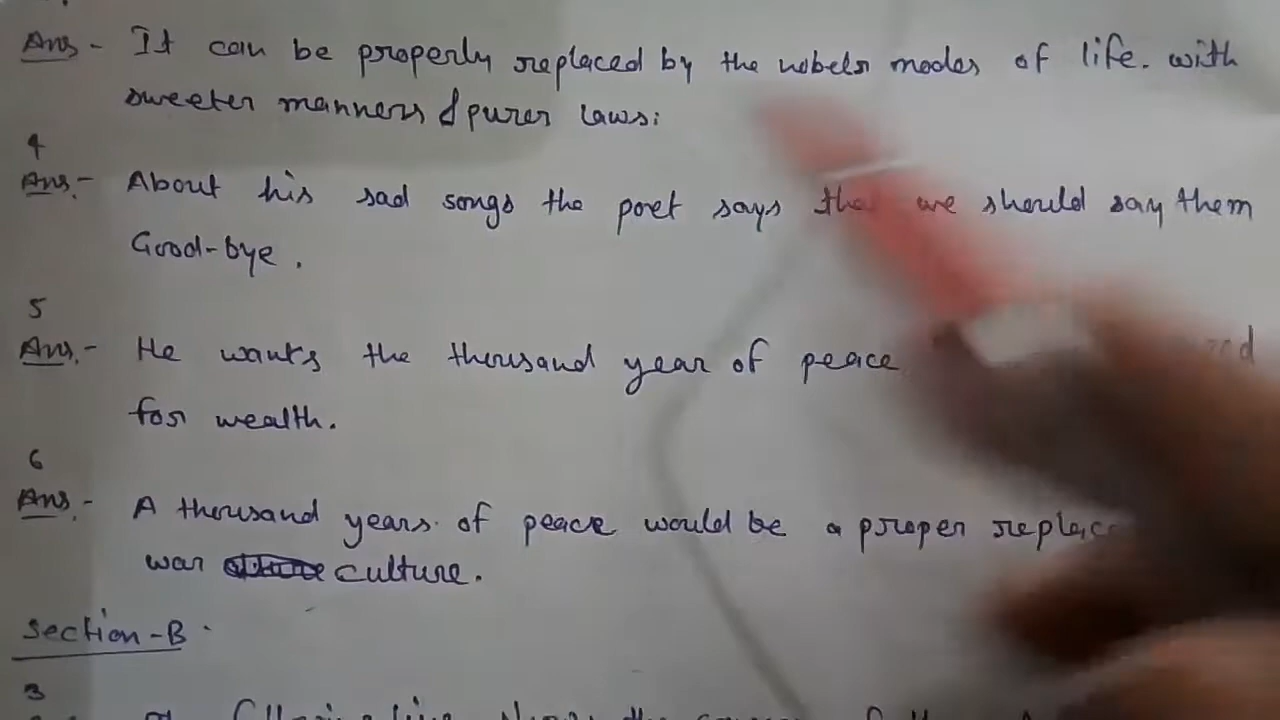 Ans - It can be properly replaced by the nobels modes of life. with
sweeter manners & purer laws.
4
Ans.- About his sad songs the poet says that we should say them
Good-bye.
5
Ans.- He wants the thousand year of peace
for wealth.
6
Ans.- A thousand years. of peace would be a proper
war culture.
Section-B.
3